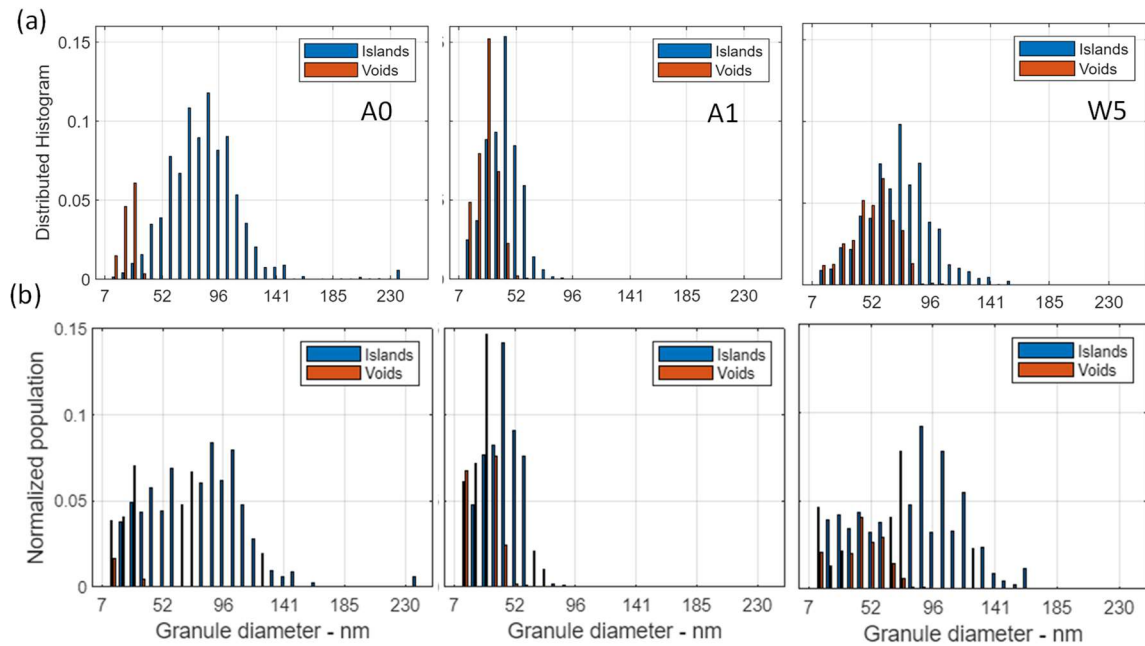 (a)
Distributed Histogram
0.15
0.1
0.05
0
Islands
Voids
A0
7 52 96 141 185 230
5
5
Islands
Voids
A1
7 52 96 141 185 230
Islands
Voids
W5
7 52 96 141 185 230
(b)
Normalized population
0.15
0.1
0.05
0
Islands
Voids
7 52 96 141 185 230
Granule diameter - nm
Islands
Voids
7 52 96 141 185 230
Granule diameter - nm
Islands
Voids
7 52 96 141 185 230
Granule diameter - nm